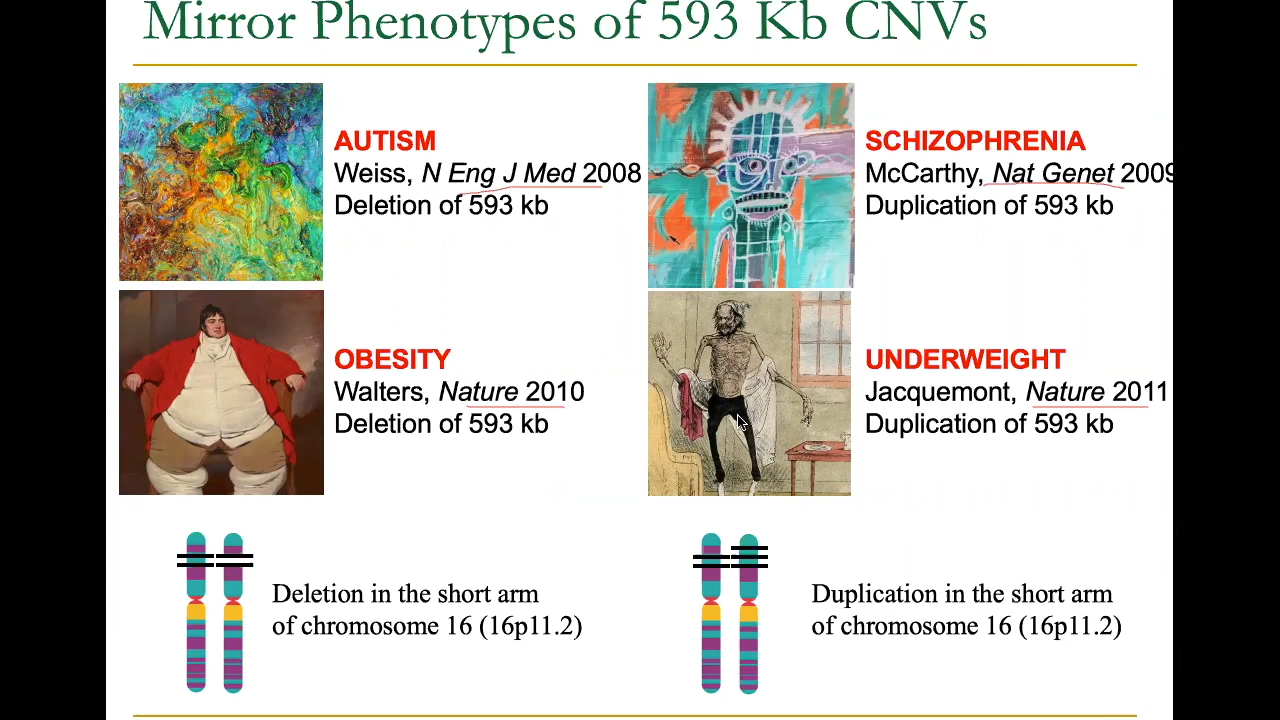 Mirror Phenotypes of 593 Kb CNVs
AUTISM
Weiss, N Eng J Med 2008
Deletion of 593 kb
SCHIZOPHRENIA
McCarthy, Nat Genet 2009
Duplication of 593 kb
OBESITY
Walters, Nature 2010
Deletion of 593 kb
UNDERWEIGHT
Jacquemont, Nature 2011
Duplication of 593 kb
Deletion in the short arm
of chromosome 16 (16p11.2)
Duplication in the short arm
of chromosome 16 (16p11.2)